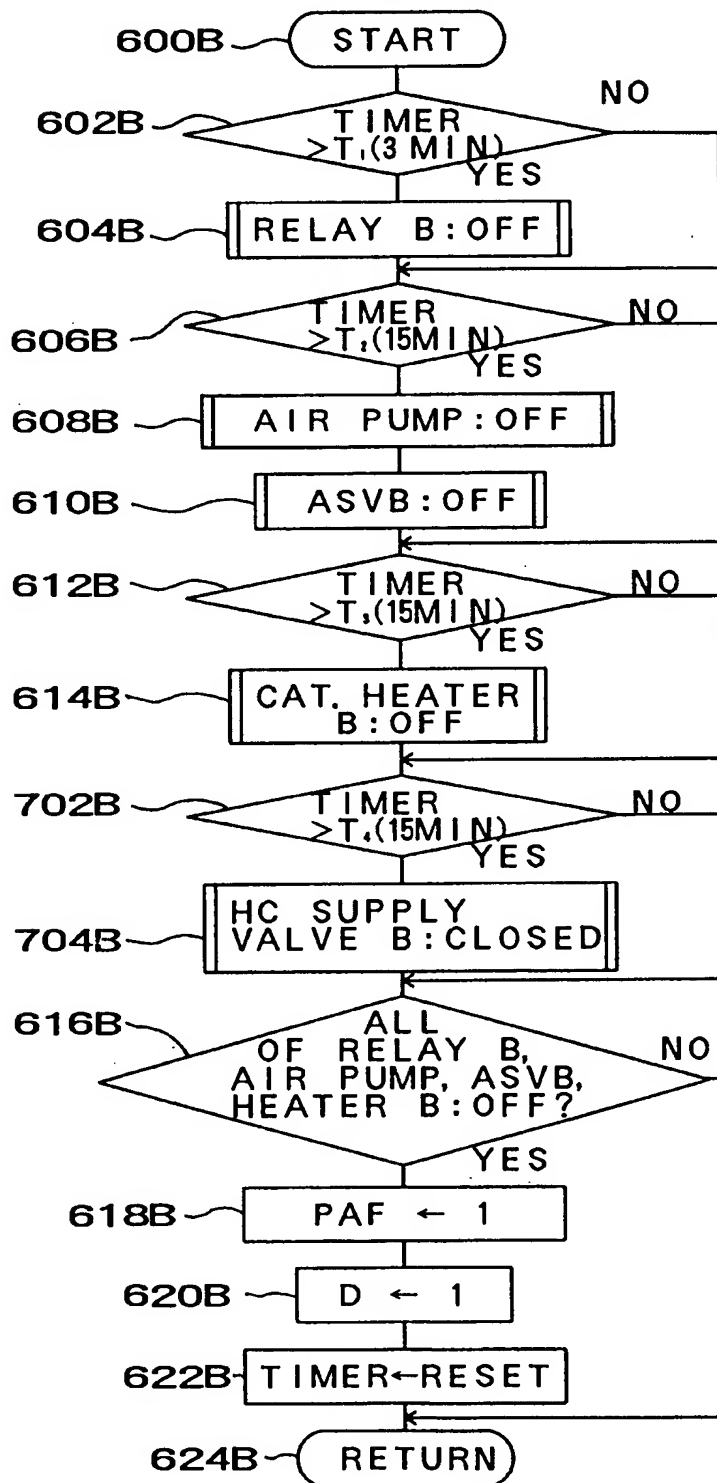 600B START
NO
602B TIMER
>T₁(3 MIN)
YES
604B RELAY B:OFF
606B TIMER NO
>T₂(15MIN)
YES
608B AIR PUMP:OFF
610B ASVB:OFF
612B TIMER NO
>T₃(15MIN)
YES
614B CAT. HEATER
B:OFF
702B TIMER NO
>T₄(15MIN)
YES
HC SUPPLY
704B VALVE B:CLOSED
616B ALL
OF RELAY B, NO
AIR PUMP, ASVB,
HEATER B:OFF?
YES
618B PAF ← 1
620B D ← 1
622B TIMER←RESET
624B RETURN